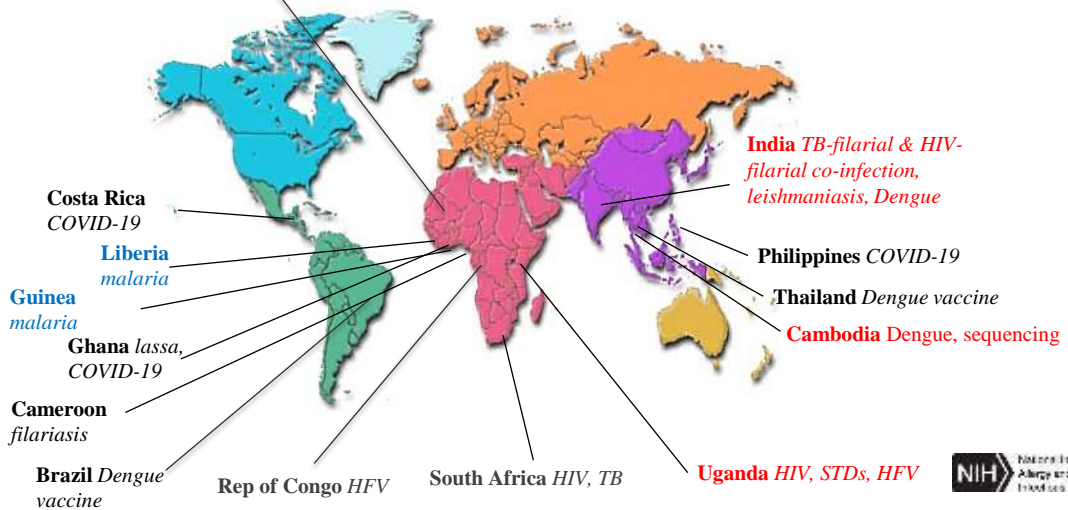 India TB-filarial & HIV-
filarial co-infection,
leishmaniasis, Dengue
Costa Rica
COVID-19
Liberia
malaria
Philippines COVID-19
Guinea
malaria
Thailand Dengue vaccine
Cambodia Dengue, sequencing
Ghana lassa,
COVID-19
Cameroon
filariasis
Brazil Dengue
vaccine
Rep of Congo HFV
South Africa HIV, TB
Uganda HIV, STDs, HFV
NIH
Allergy and